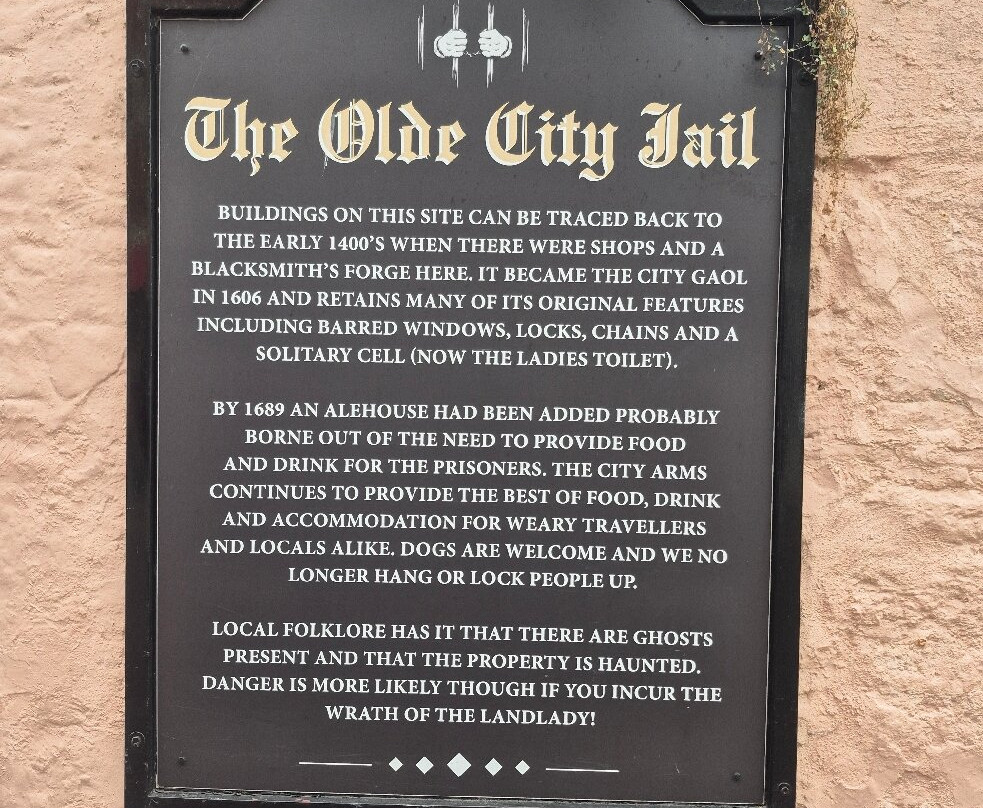 The Olde City Jail
BUILDINGS ON THIS SITE CAN BE TRACED BACK TO
THE EARLY 1400'S WHEN THERE WERE SHOPS AND A
BLACKSMITH'S FORGE HERE. IT BECAME THE CITY GAOL
IN 1606 AND RETAINS MANY OF ITS ORIGINAL FEATURES
INCLUDING BARRED WINDOWS, LOCKS, CHAINS AND A
SOLITARY CELL (NOW THE LADIES TOILET).
BY 1689 AN ALEHOUSE HAD BEEN ADDED PROBABLY
BORNE OUT OF THE NEED TO PROVIDE FOOD
AND DRINK FOR THE PRISONERS. THE CITY ARMS
CONTINUES TO PROVIDE THE BEST OF FOOD, DRINK
AND ACCOMMODATION FOR WEARY TRAVELLERS
AND LOCALS ALIKE. DOGS ARE WELCOME AND WE NO
LONGER HANG OR LOCK PEOPLE UP.
LOCAL FOLKLORE HAS IT THAT THERE ARE GHOSTS
PRESENT AND THAT THE PROPERTY IS HAUNTED.
DANGER IS MORE LIKELY THOUGH IF YOU INCUR THE
WRATH OF THE LANDLADY!